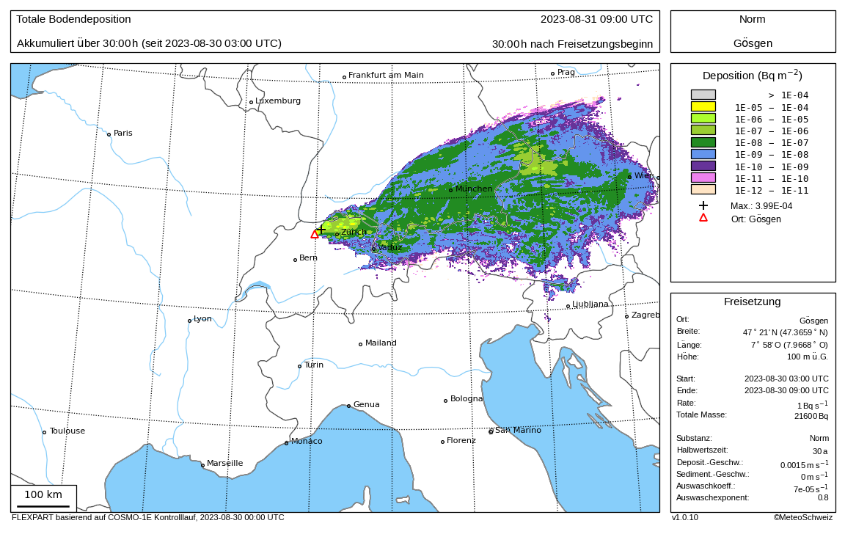 Totale Bodendeposition
2023-08-31 09:00 UTC
Akkumuliert über 30:00 h (seit 2023-08-30 03:00 UTC)
30:00 h nach Freisetzungsbeginn
Norm
Gösgen
Frankfurt am Main
Prag
Luxemburg
Paris
Wien
München
Zürich
Vaduz
Bern
Ljubljana
Zagreb
Lyon
Mailand
Turin
Genua
Bologna
Toulouse
Monaco
Florenz
San Marino
Marseille
100 km
FLEXPART basierend auf COSMO-1E Kontrolllauf, 2023-08-30 00:00 UTC
Deposition (Bq m−2)
> 1E-04
1E-05 – 1E-04
1E-06 – 1E-05
1E-07 – 1E-06
1E-08 – 1E-07
1E-09 – 1E-08
1E-10 – 1E-09
1E-11 – 1E-10
1E-12 – 1E-11
Max.: 3.99E-04
Ort: Gösgen
Freisetzung
Ort: Gösgen
Breite: 47° 21' N (47.3659° N)
Länge: 7° 58' O (7.9668° O)
Höhe: 100 m ü.G.
Start: 2023-08-30 03:00 UTC
Ende: 2023-08-30 09:00 UTC
Rate: 1 Bq s−1
Totale Masse: 21600 Bq
Substanz: Norm
Halbwertszeit: 30 a
Deposit.-Geschw.: 0.0015 m s−1
Sediment.-Geschw.: 0 m s−1
Auswaschkoeff.: 7e-05 s−1
Auswaschexponent: 0.8
v1.0.10
©MeteoSchweiz